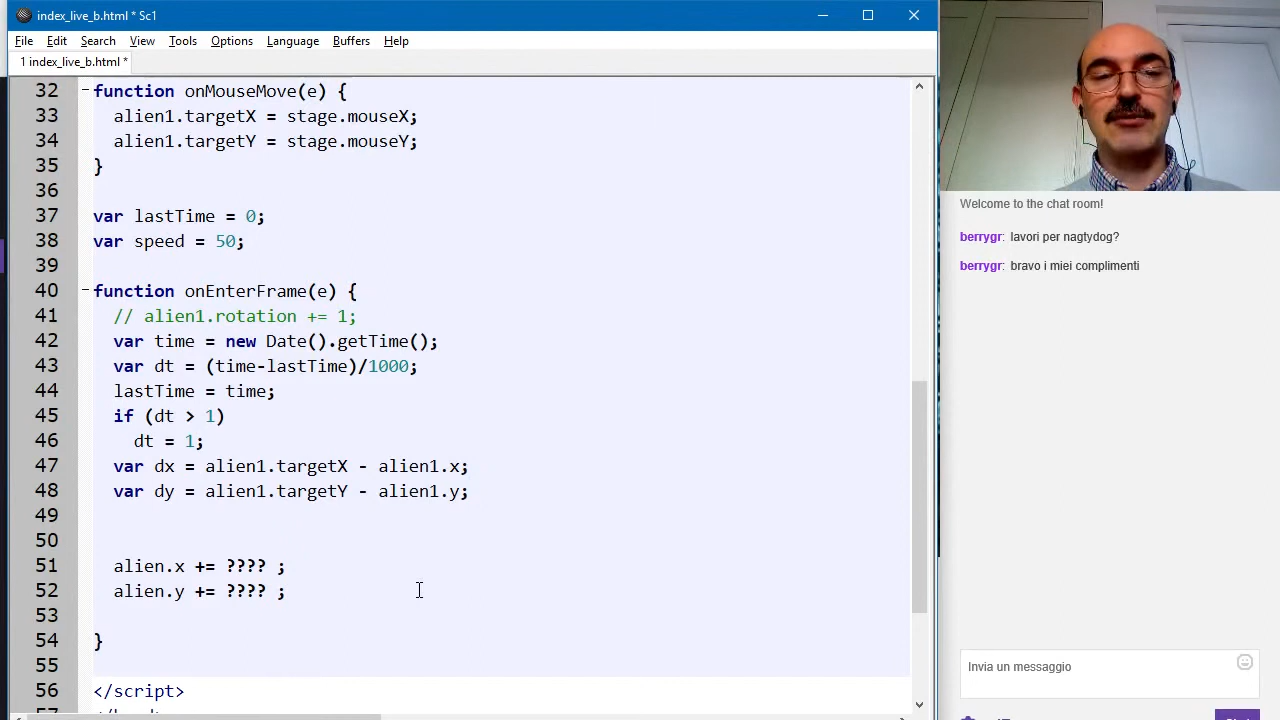 index_live_b.html * Sc1
File Edit Search View Tools Options Language Buffers Help
1 index_live_b.html *
32 function onMouseMove(e) {
33 alien1.targetX = stage.mouseX;
34 alien1.targetY = stage.mouseY;
35 }
36
37 var lastTime = 0;
38 var speed = 50;
39
40 function onEnterFrame(e) {
41 // alien1.rotation += 1;
42 var time = new Date().getTime();
43 var dt = (time-lastTime)/1000;
44 lastTime = time;
45 if (dt > 1)
46 dt = 1;
47 var dx = alien1.targetX - alien1.x;
48 var dy = alien1.targetY - alien1.y;
49
50
51 alien.x += ???? ;
52 alien.y += ???? ;
53
54 }
55
56 </script>
Welcome to the chat room!
berrygr: lavori per nagtydog?
berrygr: bravo i miei complimenti
Invia un messaggio